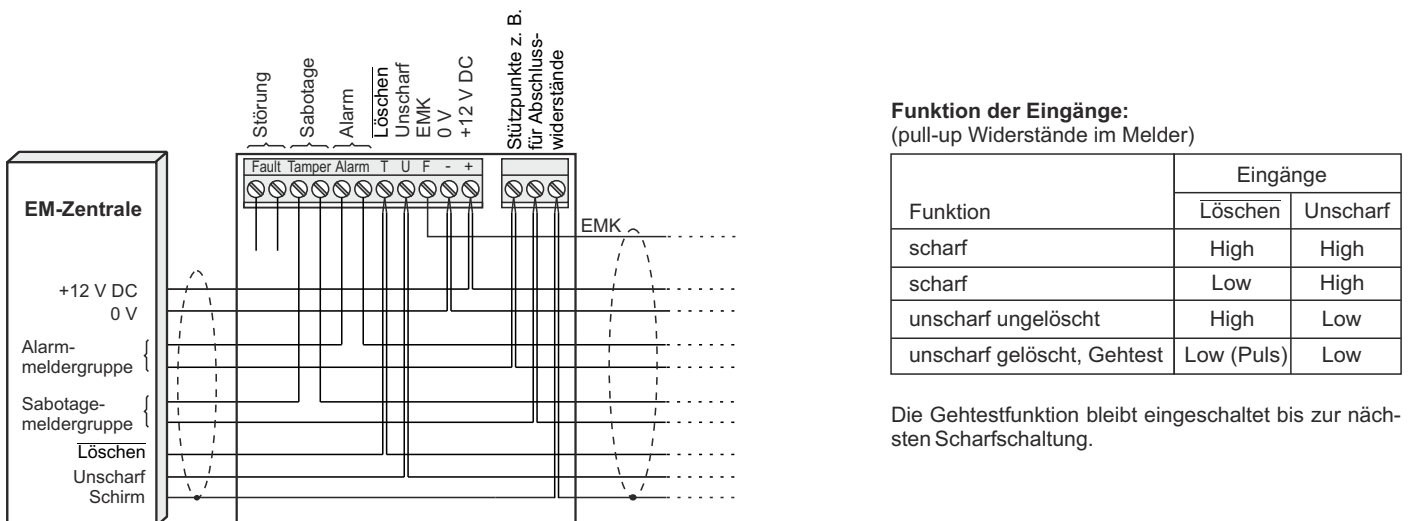 Störung
Sabotage
Alarm
Löschen
Unscharf
EMK
0 V
+12 V DC
Stützpunkte z. B.
für Abschluss-
widerstände
Fault Tamper Alarm T U F - +
EM-Zentrale
EMK
+12 V DC
0 V
Alarm-
meldergruppe
Sabotage-
meldergruppe
Löschen
Unscharf
Schirm
Funktion der Eingänge:
(pull-up Widerstände im Melder)
Eingänge
Funktion Löschen Unscharf
scharf High High
scharf Low High
unscharf ungelöscht High Low
unscharf gelöscht, Gehtest Low (Puls) Low
Die Gehtestfunktion bleibt eingeschaltet bis zur näch-
sten Scharfschaltung.